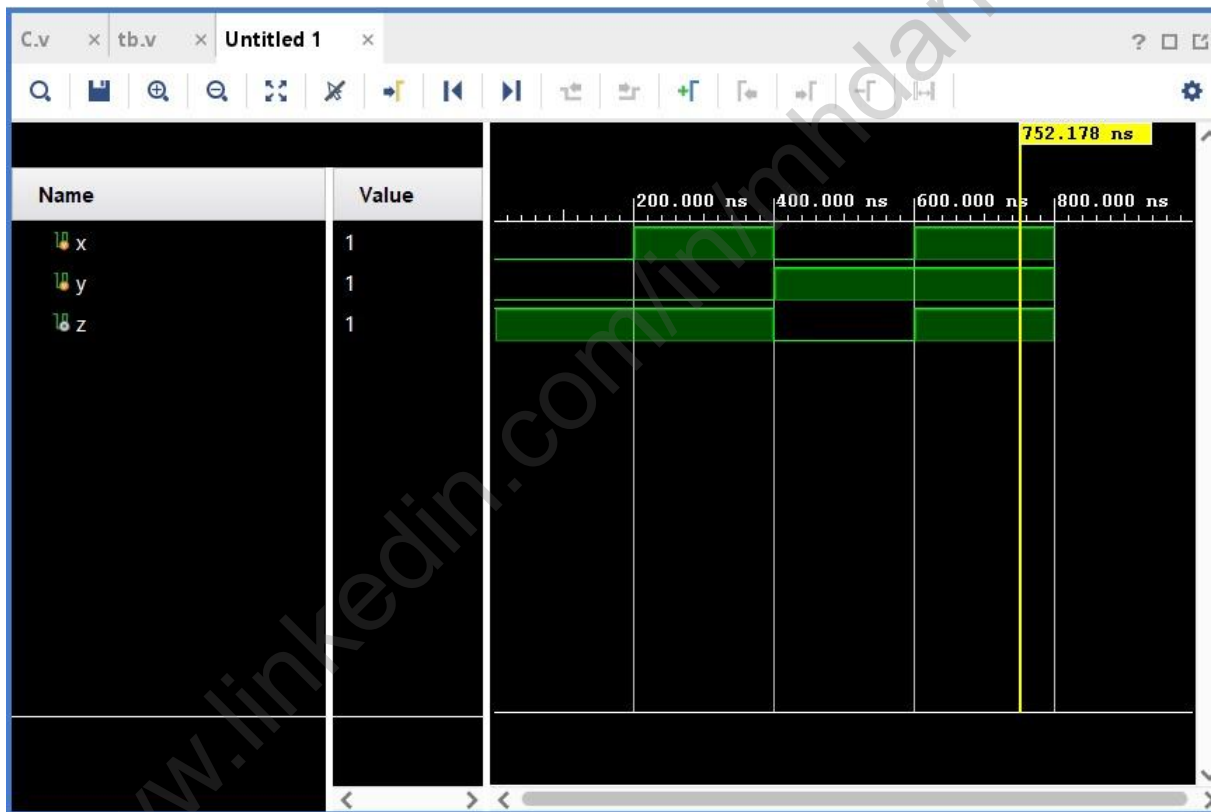 C.v × tb.v × Untitled 1 ×
752.178 ns
Name Value
200.000 ns 400.000 ns 600.000 ns 800.000 ns
x 1
y 1
z 1
www.linkedin.com/in/mhdan